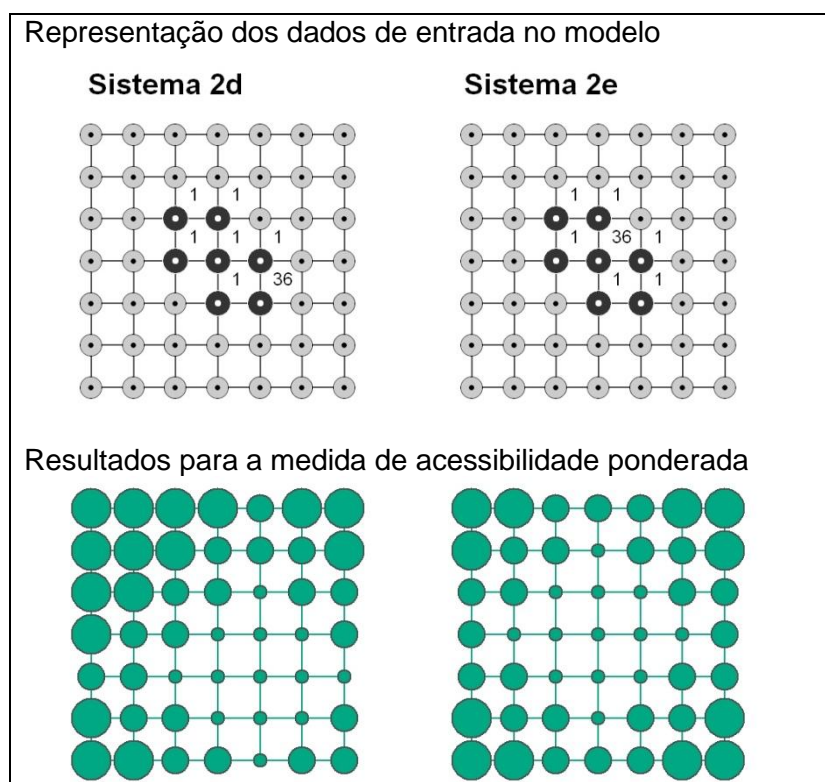 Representação dos dados de entrada no modelo
Sistema 2d
Sistema 2e
1 1
1 1 1
1 36
1 1
1 36 1
1 1
Resultados para a medida de acessibilidade ponderada